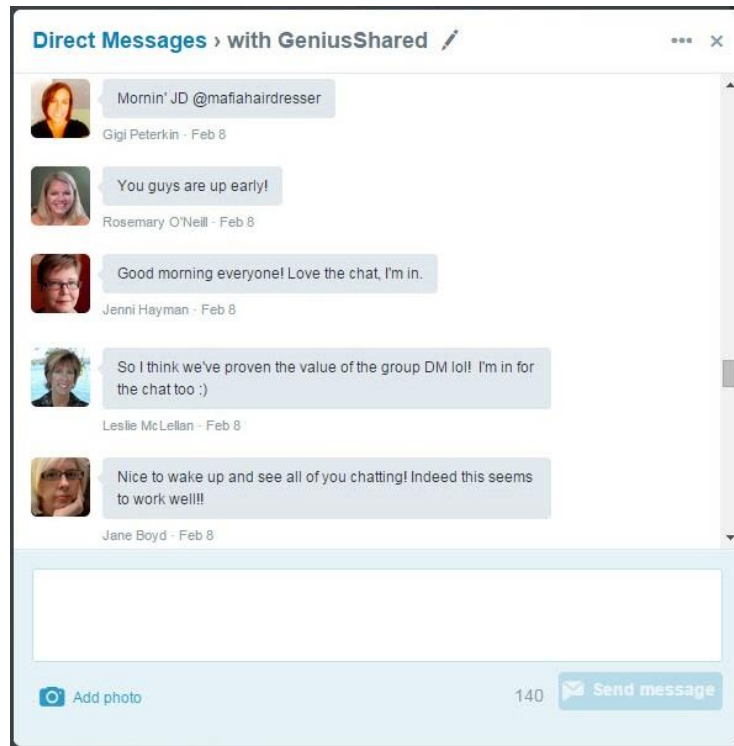 Direct Messages › with GeniusShared
Mornin' JD @mafiahairdresser
Gigi Peterkin · Feb 8
You guys are up early!
Rosemary O'Neill · Feb 8
Good morning everyone! Love the chat, I'm in.
Jenni Hayman · Feb 8
So I think we've proven the value of the group DM lol! I'm in for
the chat too :)
Leslie McLellan · Feb 8
Nice to wake up and see all of you chatting! Indeed this seems
to work well!!
Jane Boyd · Feb 8
Add photo
140
Send message